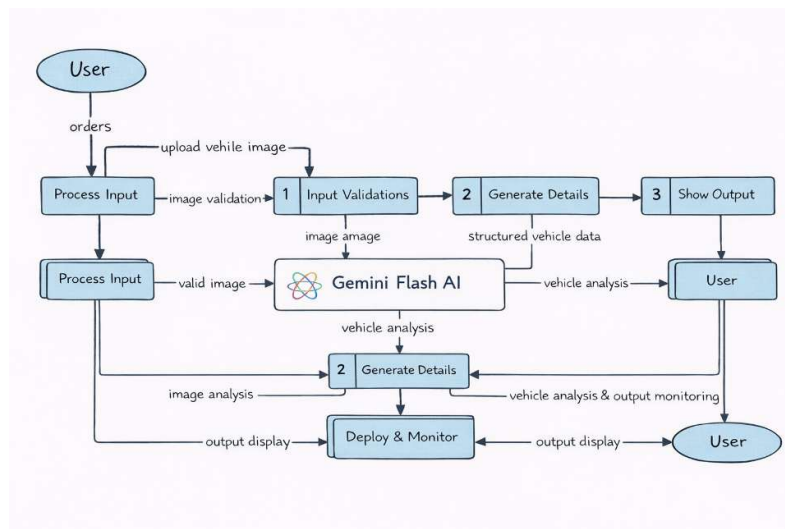 User
orders
upload vehile image
Process Input
image validation
1 Input Validations
2 Generate Details
3 Show Output
image amage
structured vehicle data
Process Input
valid image
Gemini Flash AI
vehicle analysis
User
vehicle analysis
2 Generate Details
image analysis
vehicle analysis & output monitoring
output display
Deploy & Monitor
output display
User